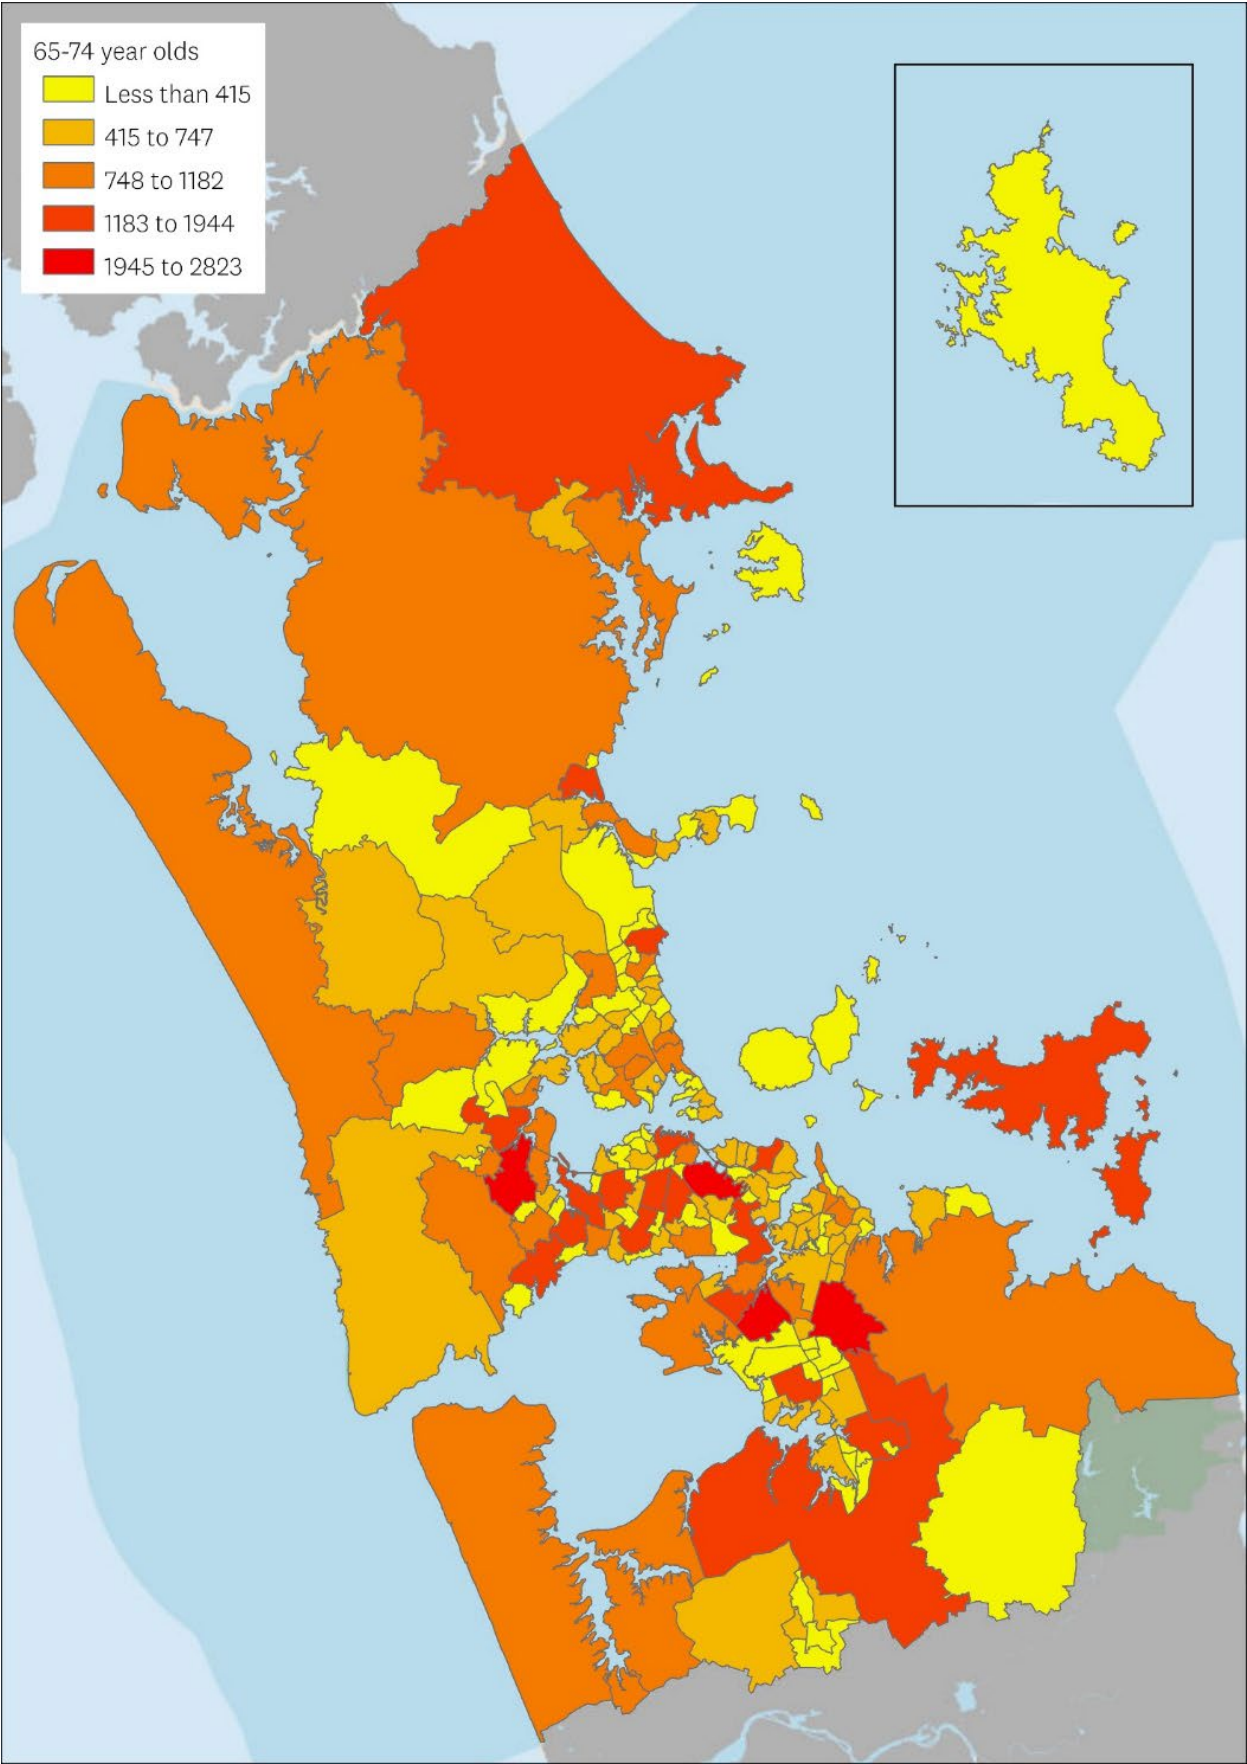 65-74 year olds
Less than 415
415 to 747
748 to 1182
1183 to 1944
1945 to 2823